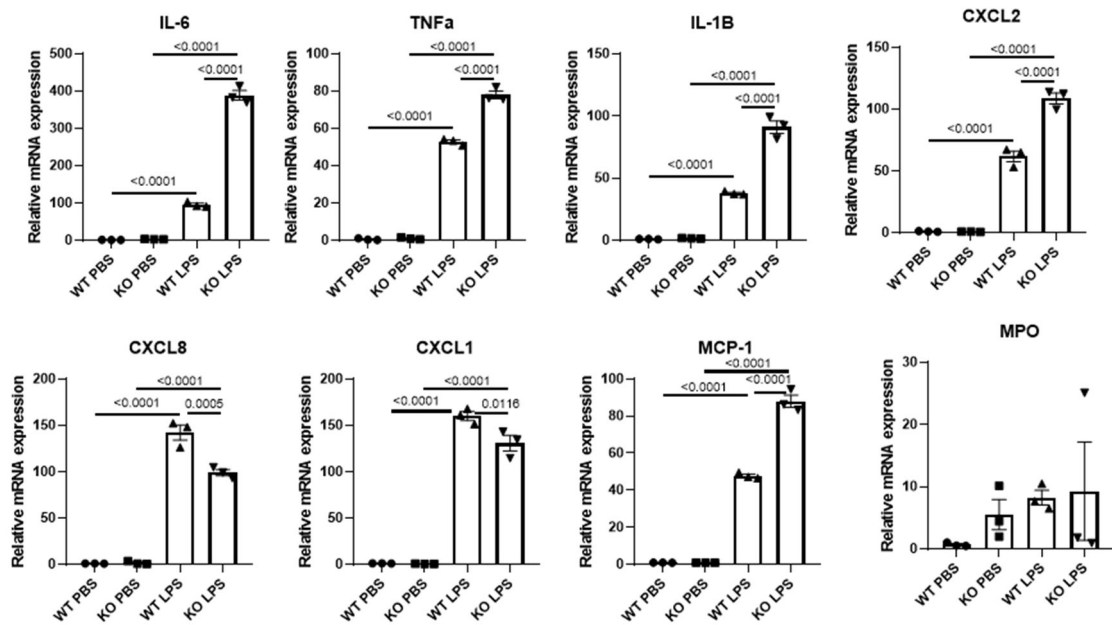 IL-6
Relative mRNA expression
500
400
300
200
100
0
<0.0001
<0.0001
<0.0001
WT PBS
KO PBS
WT LPS
KO LPS
TNFa
Relative mRNA expression
80
60
40
20
0
<0.0001
<0.0001
<0.0001
WT PBS
KO PBS
WT LPS
KO LPS
IL-1B
Relative mRNA expression
150
100
50
0
<0.0001
<0.0001
<0.0001
WT PBS
KO PBS
WT LPS
KO LPS
CXCL2
Relative mRNA expression
150
100
50
0
<0.0001
<0.0001
<0.0001
WT PBS
KO PBS
WT LPS
KO LPS
CXCL8
Relative mRNA expression
200
150
100
50
0
<0.0001
<0.0001
0.0005
WT PBS
KO PBS
WT LPS
KO LPS
CXCL1
Relative mRNA expression
200
150
100
50
0
<0.0001
<0.0001
0.0116
WT PBS
KO PBS
WT LPS
KO LPS
MCP-1
Relative mRNA expression
100
80
60
40
20
0
<0.0001
<0.0001
<0.0001
WT PBS
KO PBS
WT LPS
KO LPS
MPO
Relative mRNA expression
30
20
10
0
WT PBS
KO PBS
WT LPS
KO LPS